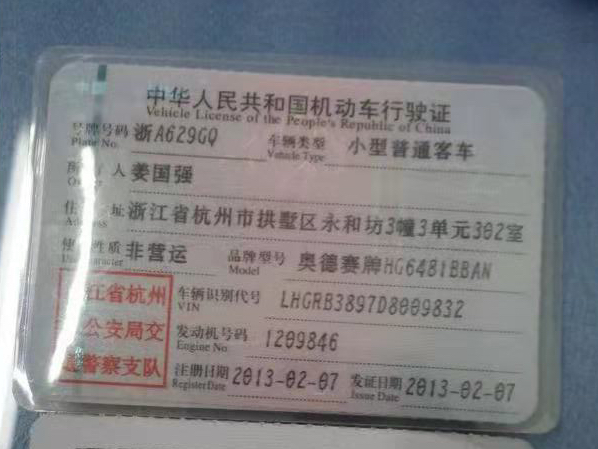 中华人民共和国机动车行驶证
Vehicle License of the People's Republic of China
号牌号码 浙A629GQ 车辆类型 小型普通客车
Plate No. Vehicle Type
所 人 姜国强
Owner
住 址 浙江省杭州市拱墅区永和坊3幢3单元302室
Address
使 性质 非营运 品牌型号 奥德赛牌HG6481BBAN
Use Character Model
江省杭州 车辆识别代号 LHGRB3897D8009832
VIN
公安局交 发动机号码 1209846
Engine No.
警察支队 注册日期 2013-02-07 发证日期 2013-02-07
Register Date Issue Date